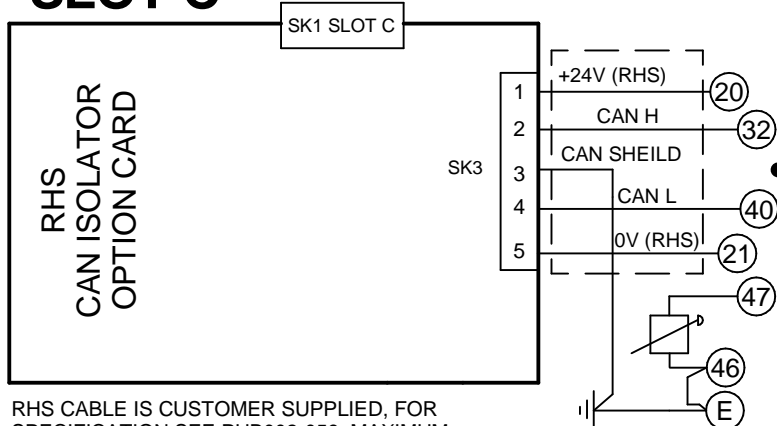 SLOT C
SK1 SLOT C
RHS
CAN ISOLATOR
OPTION CARD
SK3
1
2
3
4
5
+24V (RHS)
CAN H
CAN SHEILD
CAN L
0V (RHS)
20
32
40
21
47
46
E
RHS CABLE IS CUSTOMER SUPPLIED, FOR